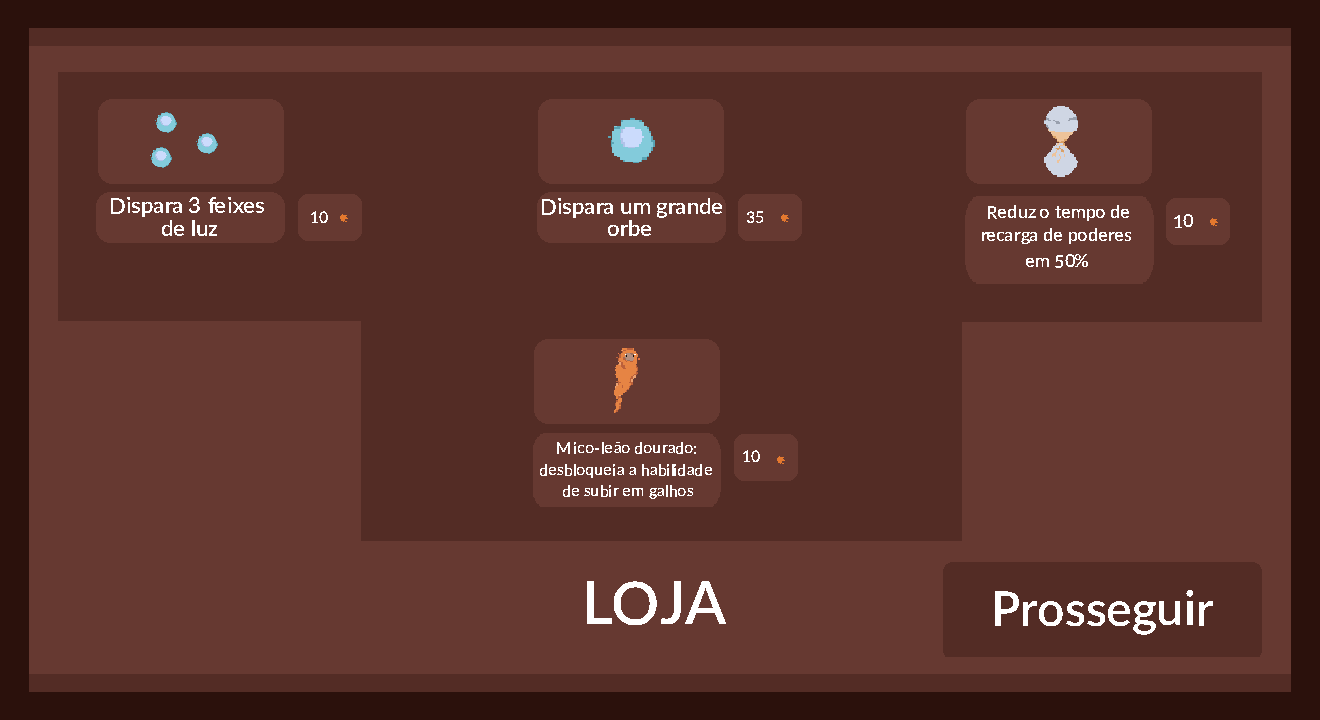 Dispara 3 feixes
de luz
10
Dispara um grande
orbe
35
Reduz o tempo de
recarga de poderes
em 50%
10
Mico-leão dourado:
desbloqueia a habilidade
de subir em galhos
10
LOJA
Prosseguir